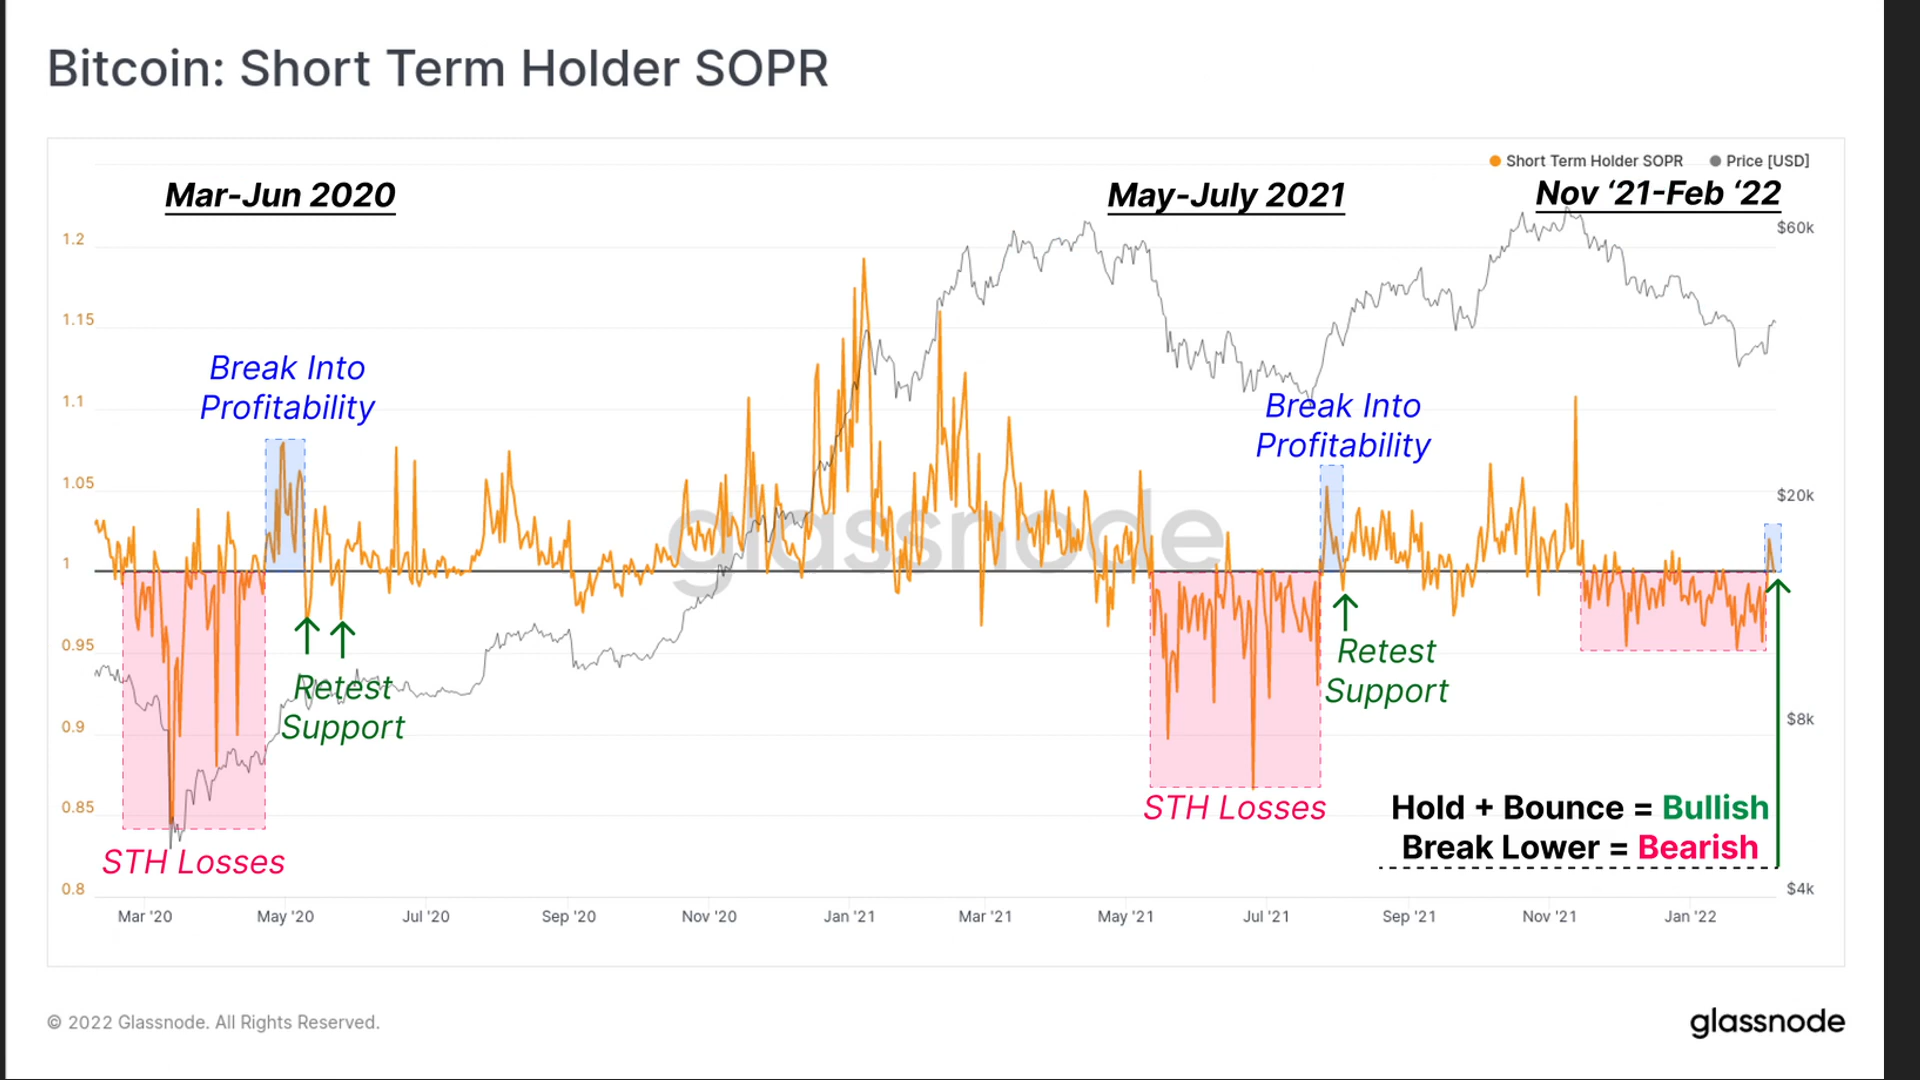 Bitcoin: Short Term Holder SOPR
Short Term Holder SOPR
Price [USD]
Mar-Jun 2020
May-July 2021
Nov ‘21-Feb ‘22
1.2
1.15
1.1
1.05
1
0.95
0.9
0.85
0.8
$60k
$20k
$8k
$4k
Break Into
Profitability
Break Into
Profitability
glassnode
Retest
Support
Retest
Support
STH Losses
STH Losses
Hold + Bounce = Bullish
Break Lower = Bearish
Mar '20
May '20
Jul '20
Sep '20
Nov '20
Jan '21
Mar '21
May '21
Jul '21
Sep '21
Nov '21
Jan '22
© 2022 Glassnode. All Rights Reserved.
glassnode